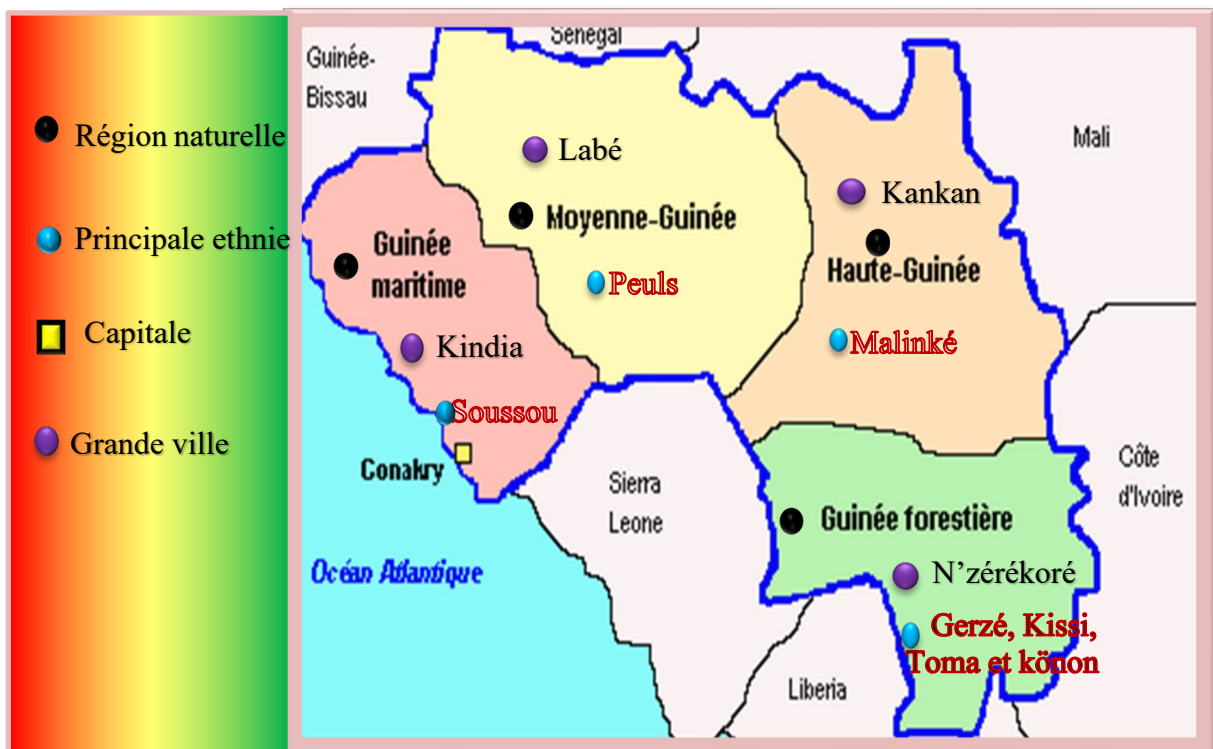 Région naturelle
Principale ethnie
Capitale
Grande ville
Guinée-
Bissau
Sénégal
Mali
Labé
Kankan
Moyenne-Guinée
Guinée
maritime
Haute-Guinée
Peuls
Malinké
Kindia
Soussou
Conakry
Sierra
Leone
Côte
d'Ivoire
Guinée forestière
Océan Atlantique
N’zérékoré
Gerzé, Kissi,
Toma et könon
Liberia